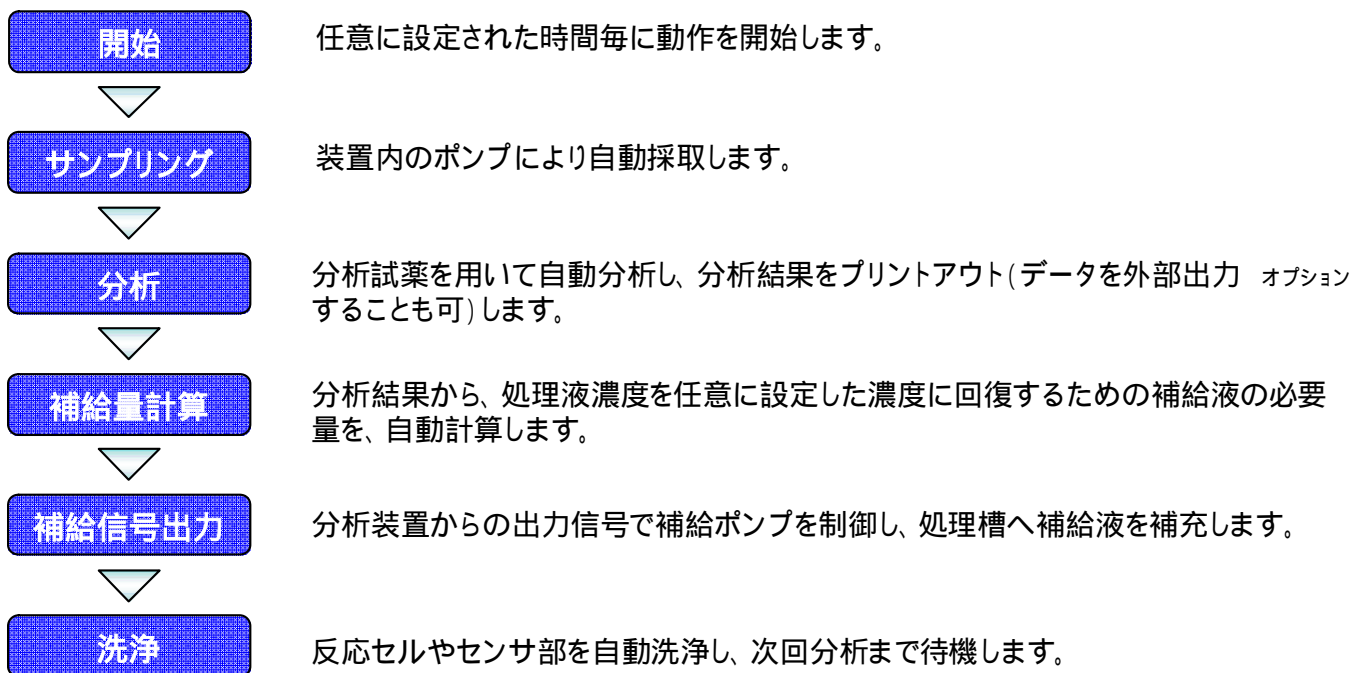 開始
任意に設定された時間毎に動作を開始します。
サンプリング
装置内のポンプにより自動採取します。
分析
分析試薬を用いて自動分析し、分析結果をプリントアウト(データを外部出力 オプション
することも可)します。
補給量計算
分析結果から、処理液濃度を任意に設定した濃度に回復するための補給液の必要
量を、自動計算します。
補給信号出力
分析装置からの出力信号で補給ポンプを制御し、処理槽へ補給液を補充します。
洗浄
反応セルやセンサ部を自動洗浄し、次回分析まで待機します。